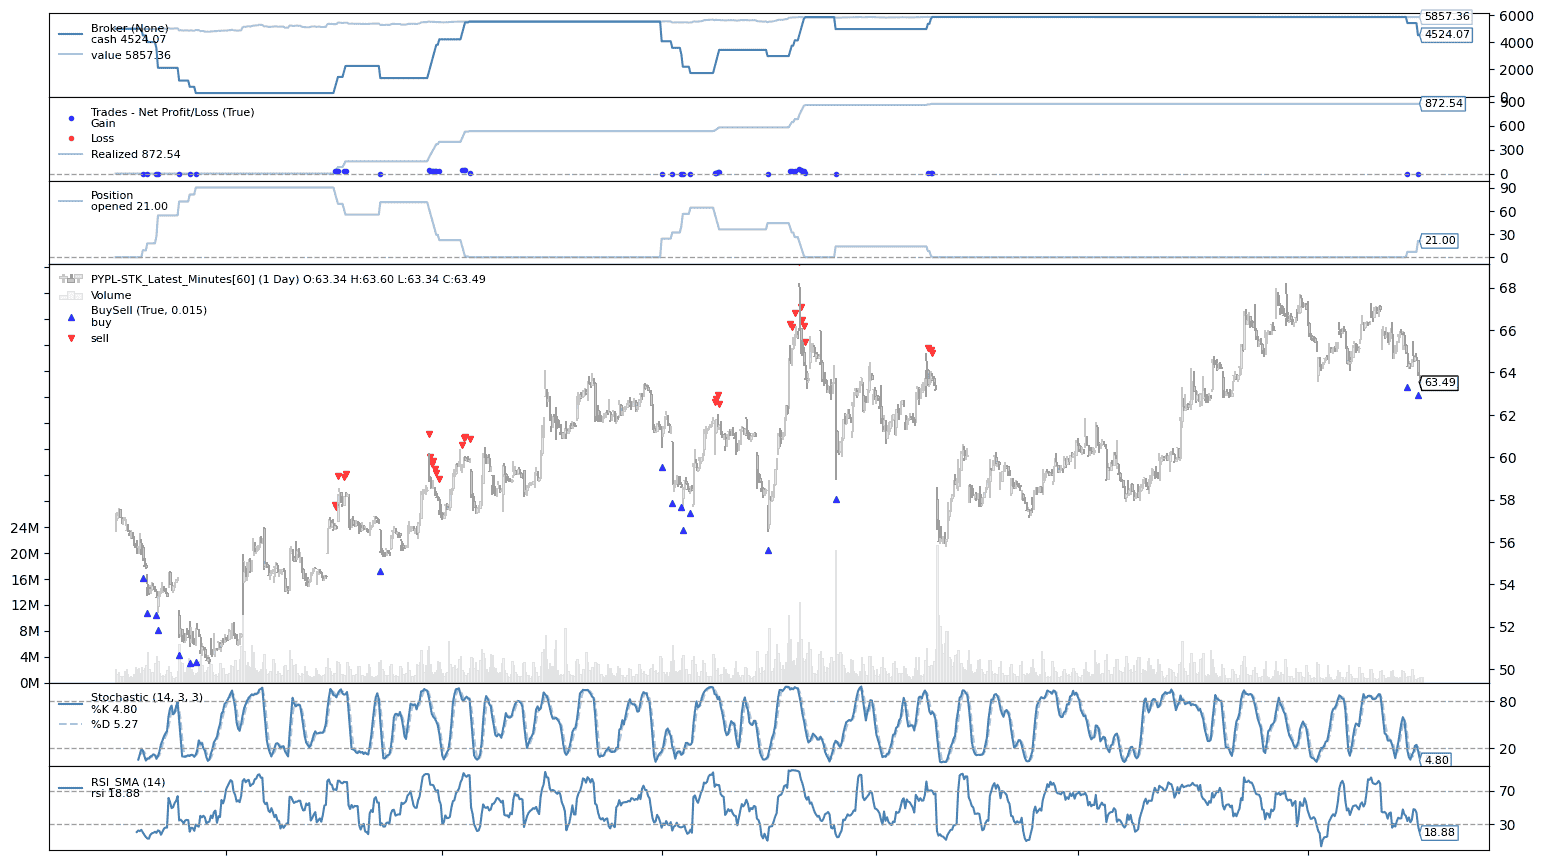 Broker (None)
cash 4524.07
value 5857.36
6000
5857.36
4524.07
4000
2000
0
Trades - Net Profit/Loss (True)
Gain
Loss
Realized 872.54
900
872.54
600
300
0
Position
opened 21.00
90
60
30
21.00
0
PYPL-STK_Latest_Minutes[60] (1 Day) O:63.34 H:63.60 L:63.34 C:63.49
Volume
BuySell (True, 0.015)
buy
sell
68
66
64
63.49
62
60
58
56
54
52
50
24M
20M
16M
12M
8M
4M
0M
Stochastic (14, 3, 3)
%K 4.80
%D 5.27
80
20
4.80
RSI_SMA (14)
rsi 18.88
70
30
18.88